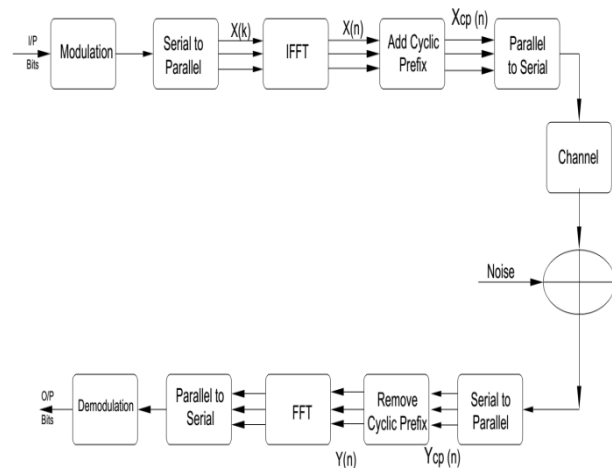 I/P
Bits
Modulation
Serial to
Parallel
X(k)
IFFT
X(n)
Add Cyclic
Prefix
Xcp (n)
Parallel
to Serial
Channel
Noise
O/P
Bits
Demodulation
Parallel to
Serial
FFT
Y(n)
Remove
Cyclic Prefix
Ycp (n)
Serial to
Parallel